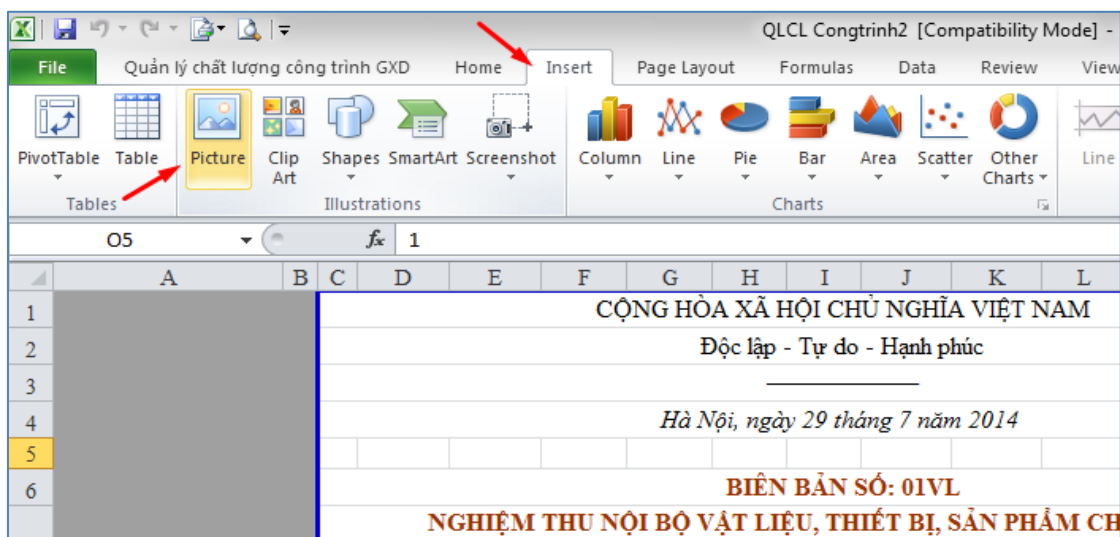 QLCL Congtrinh2 [Compatibility Mode] -
File Quản lý chất lượng công trình GXD Home Insert Page Layout Formulas Data Review View
PivotTable Table Picture Clip Art Shapes SmartArt Screenshot Column Line Pie Bar Area Scatter Other Charts Line
Tables Illustrations Charts
O5 fx 1
A B C D E F G H I J K L
1 CỘNG HÒA XÃ HỘI CHỦ NGHĨA VIỆT NAM
2 Độc lập - Tự do - Hạnh phúc
3
4 Hà Nội, ngày 29 tháng 7 năm 2014
5
6 BIÊN BẢN SỐ: 01VL
NGHIỆM THU NỘI BỘ VẬT LIỆU, THIẾT BỊ, SẢN PHẨM CH